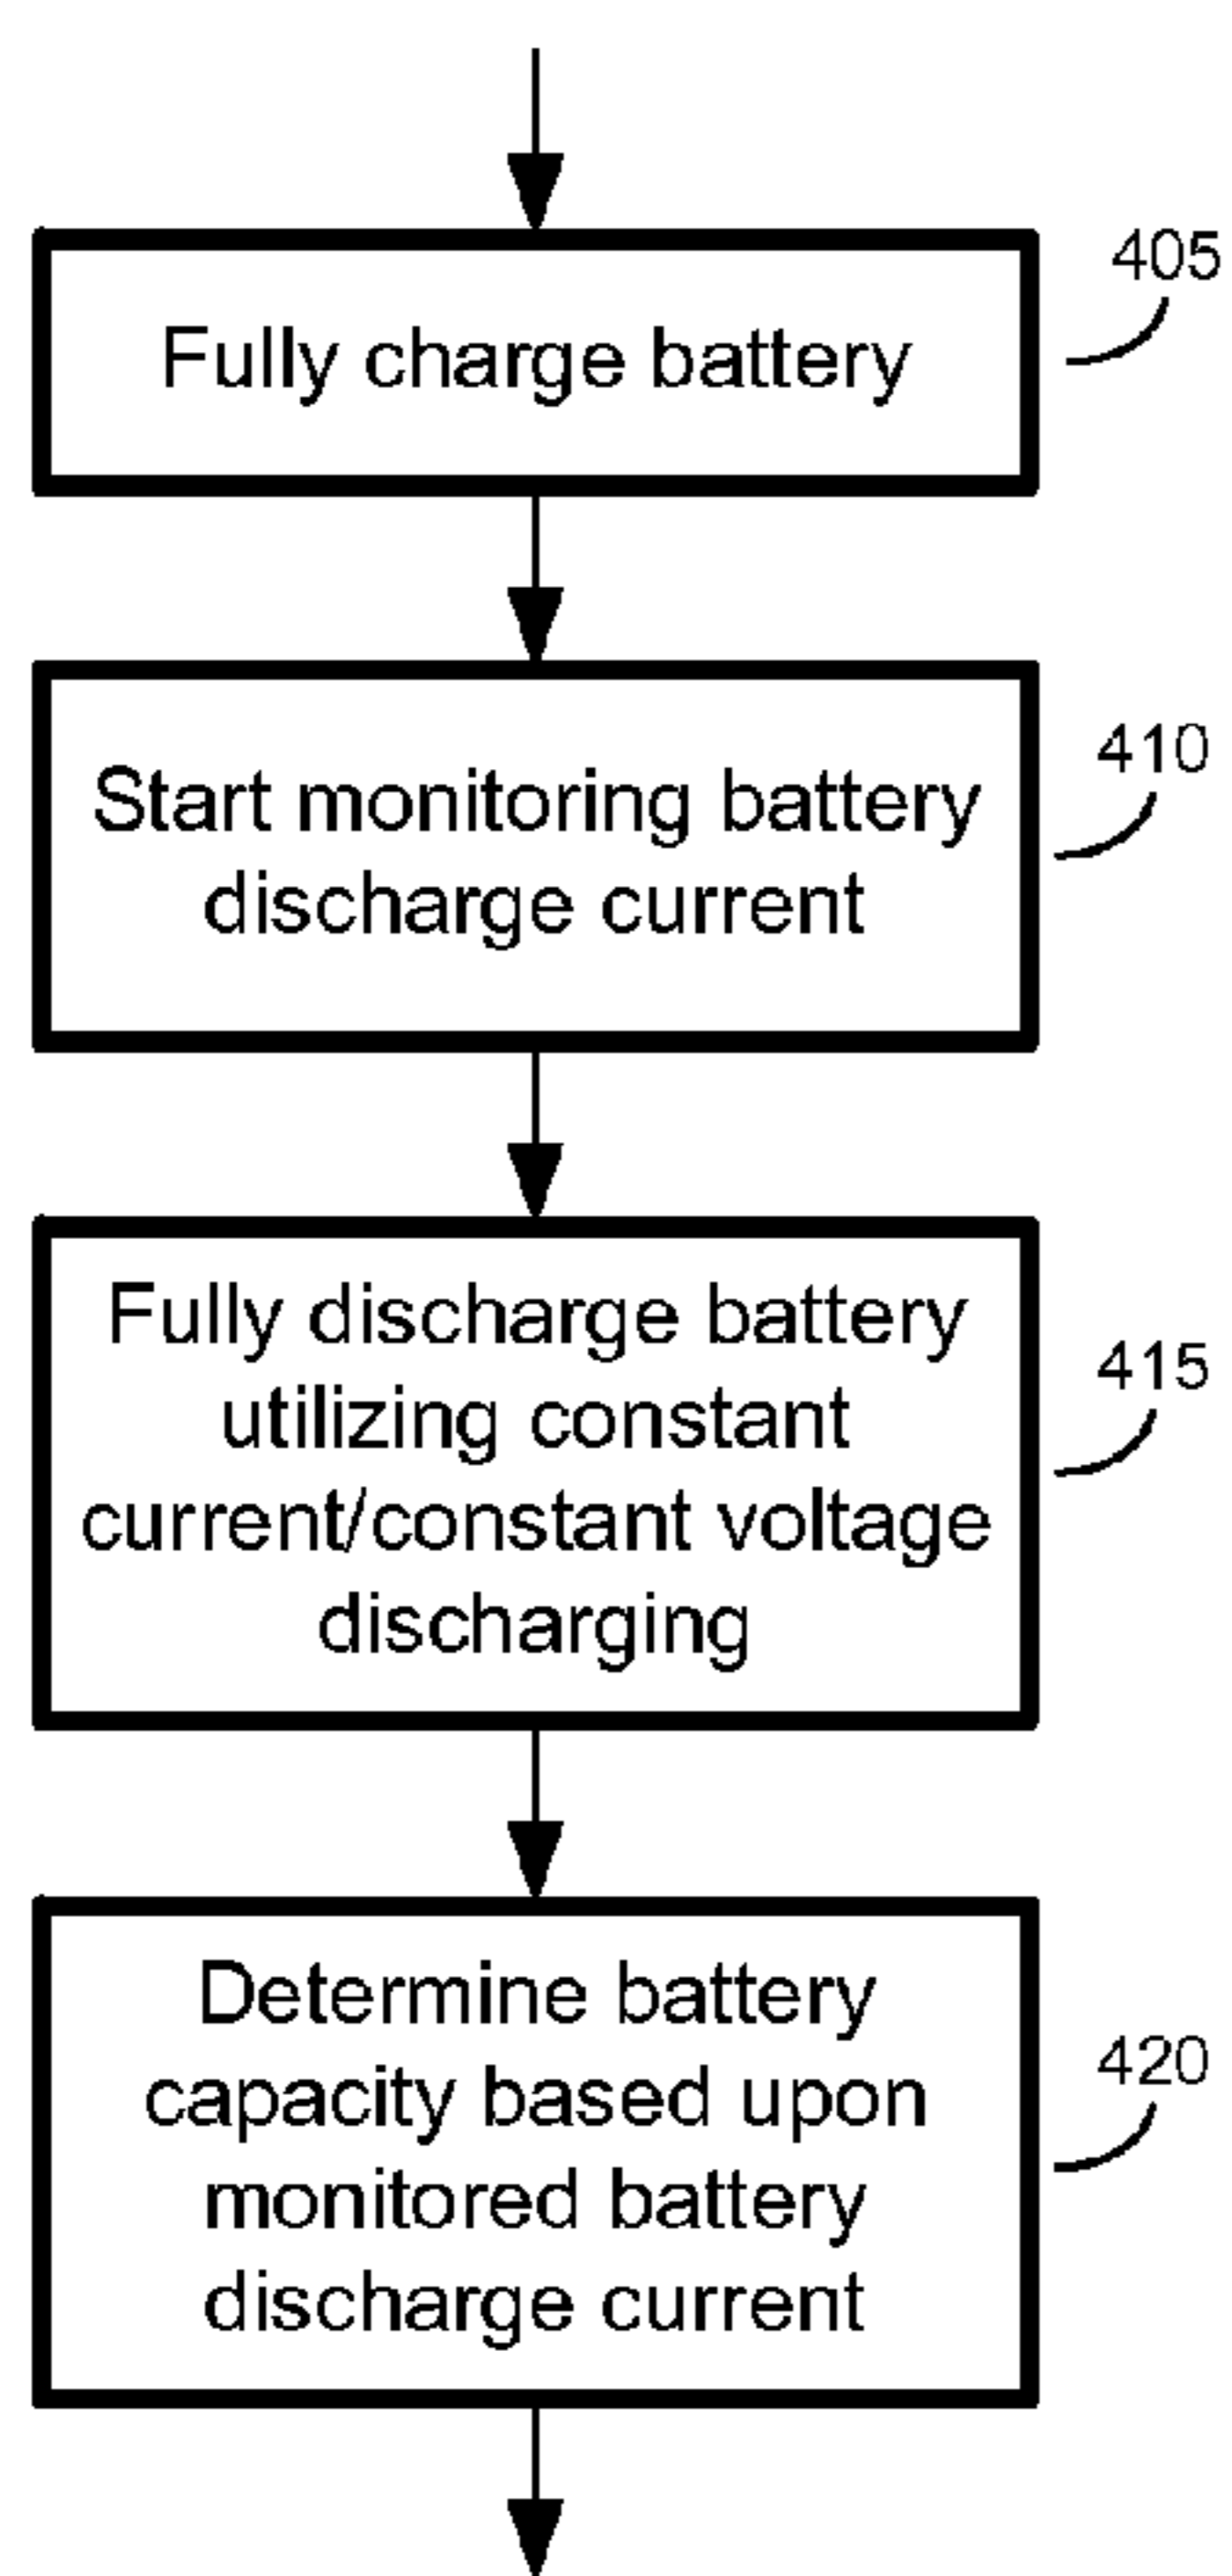 Fully charge battery
405
Start monitoring battery
discharge current
410
Fully discharge battery
utilizing constant
current/constant voltage
discharging
415
Determine battery
capacity based upon
monitored battery
discharge current
420